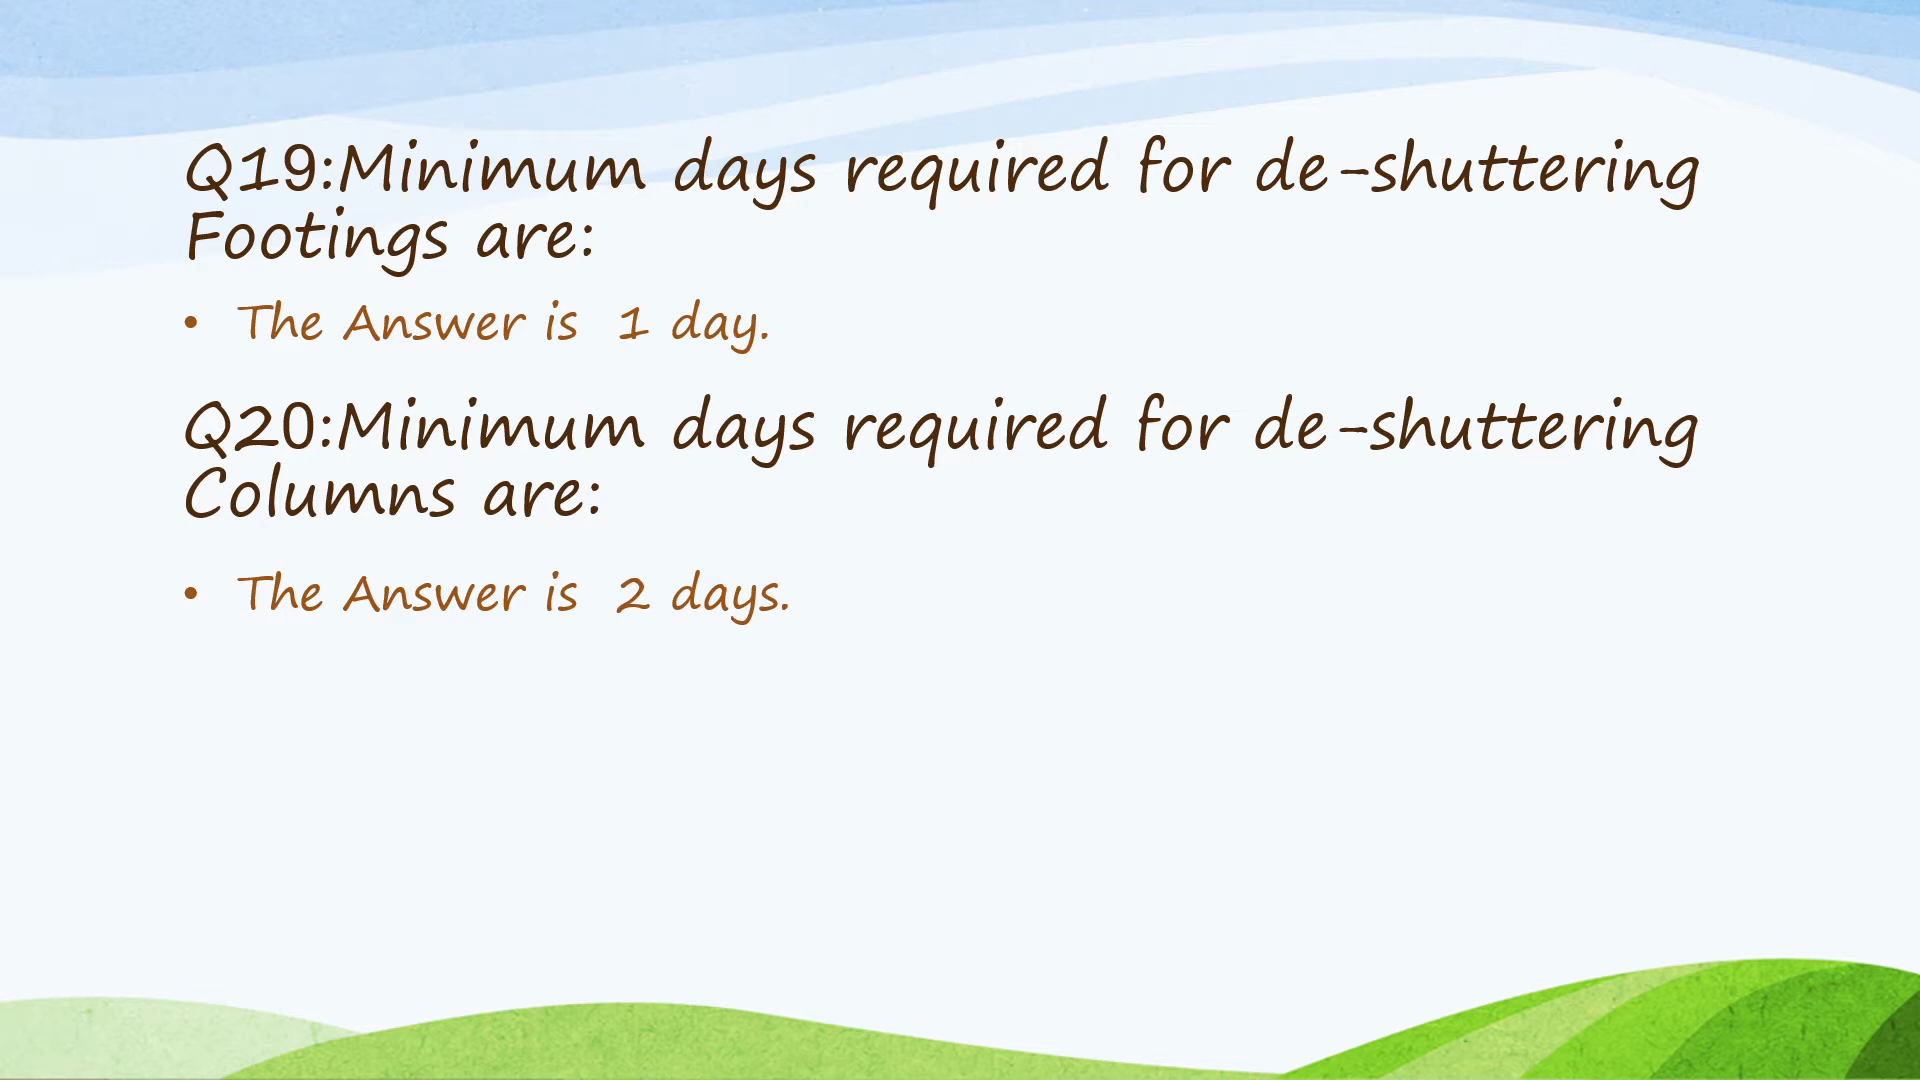 Q19:Minimum days required for de-shuttering
Footings are:
• The Answer is 1 day.
Q20:Minimum days required for de-shuttering
Columns are:
• The Answer is 2 days.